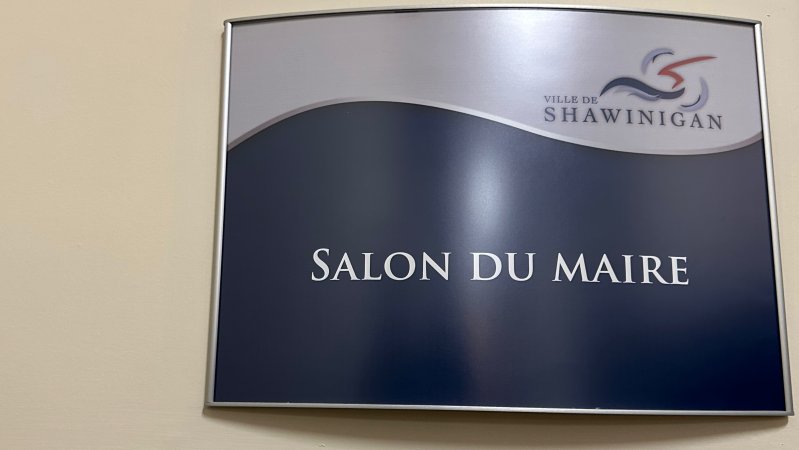 VILLE DE
SHAWINIGAN
SALON DU MAIRE